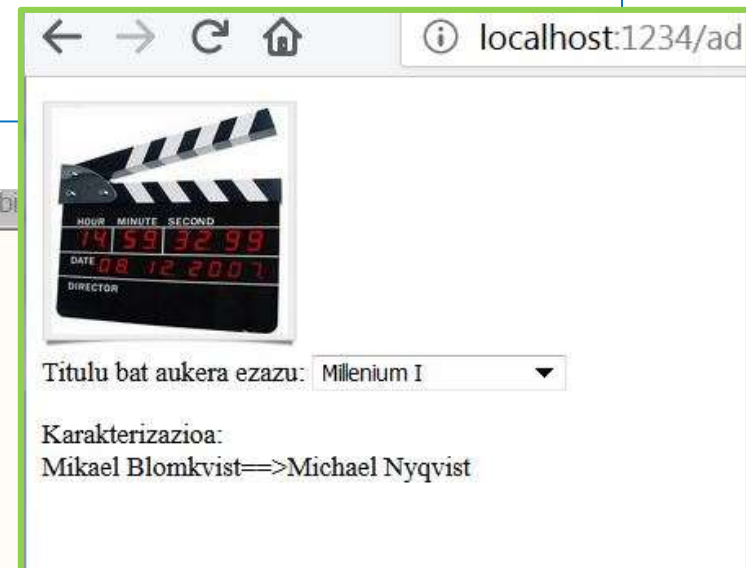 localhost:1234/ad
HOUR MINUTE SECOND
14 59 32 99
DATE 08 12 2007
DIRECTOR
Titulu bat aukera ezazu: Millenium I
Karakterizazioa:
Mikael Blomkvist==>Michael Nyqvist